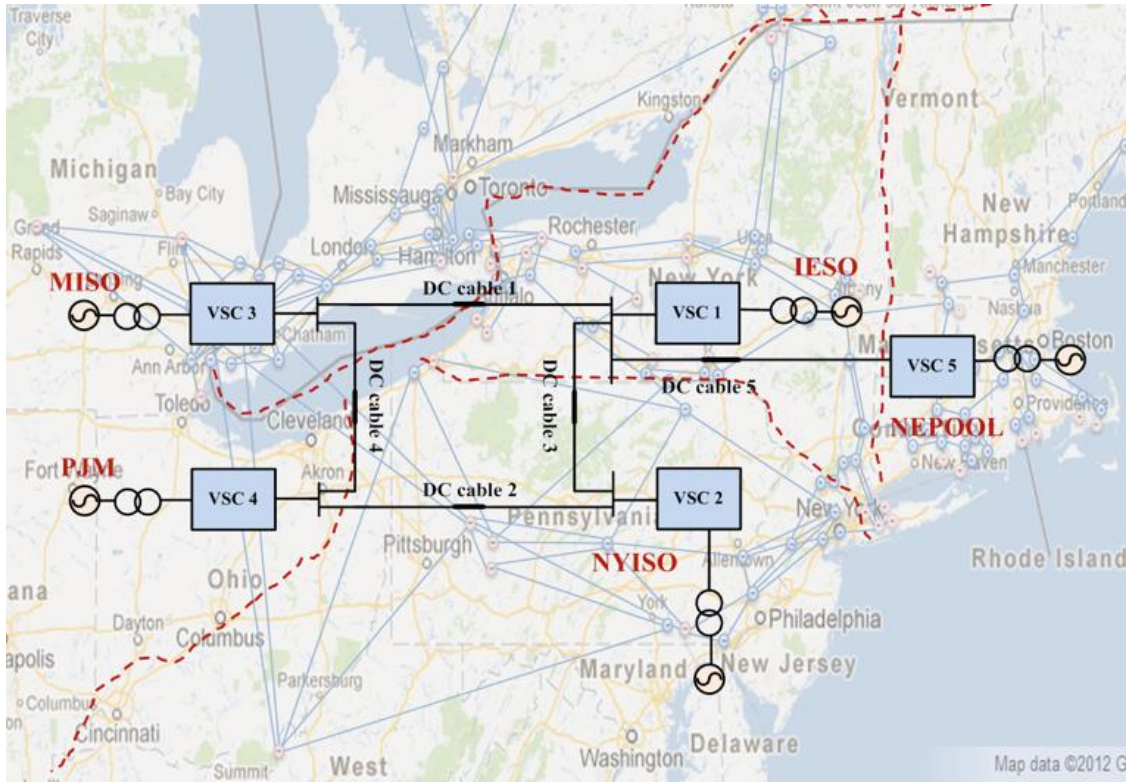 Traverse
City
Kingston
Vermont
Markham
Michigan
Bay City
Mississauga
Toronto
Portland
New
Hampshire
Saginaw
Grand
Rapids
Flint
London
Hamilton
Rochester
Manchester
MISO
New York
IESO
DC cable 1
VSC 3
VSC 1
Chatham
Ann Arbor
VSC 5
Boston
Toledo
DC cable 5
Cleveland
DC cable 4
DC cable 3
Providence
NEPOOL
New Haven
PJM
Fort Wayne
Akron
VSC 4
DC cable 2
VSC 2
Pennsylvania
New York
Pittsburgh
NYISO
Allentown
Rhode Island
Ohio
ana
Columbus
York
Philadelphia
Dayton
apolis
Maryland
New Jersey
Parkersburg
Columbus
Cincinnati
Delaware
Washington
Summit
West
Map data ©2012 G